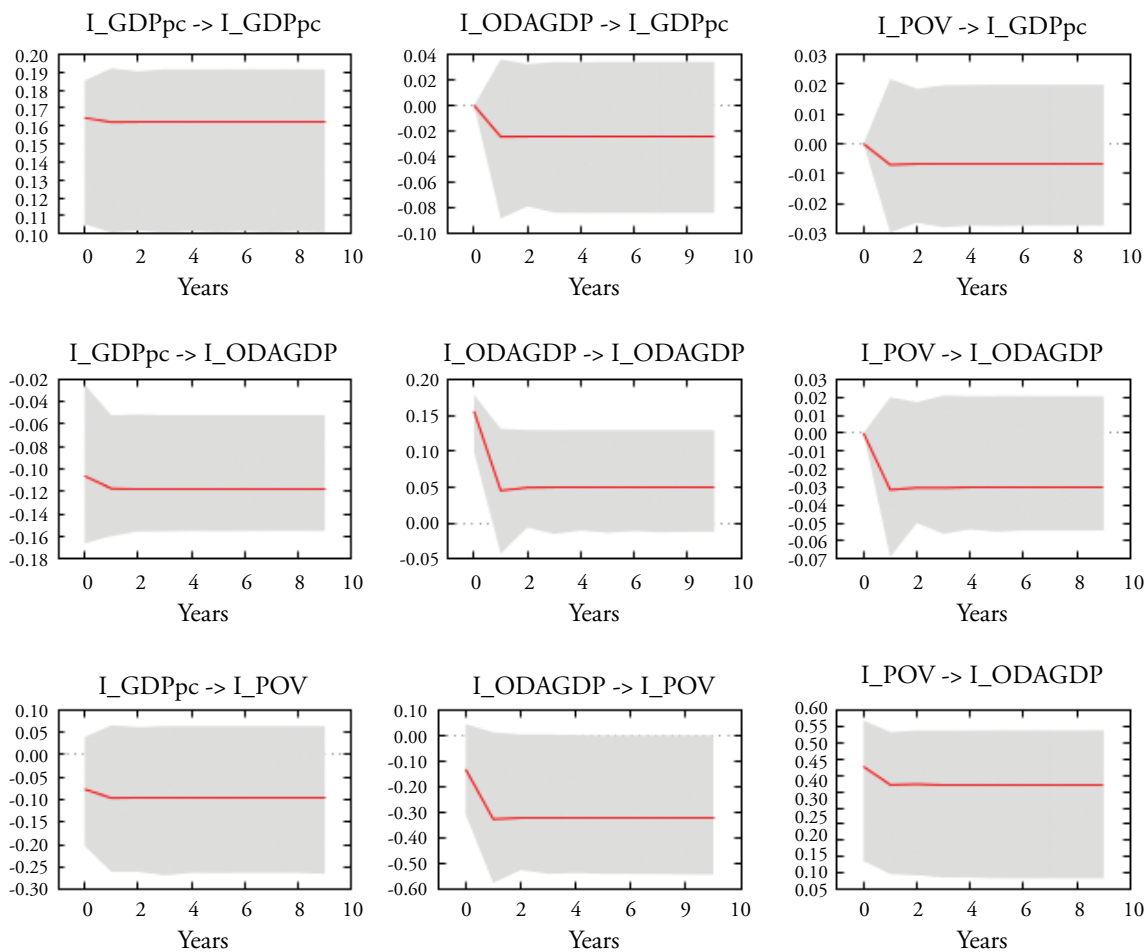 I_GDPpc -> I_GDPpc
0.20
0.19
0.18
0.17
0.16
0.13
0.14
0.13
0.12
0.11
0.10
0 2 4 6 8 10
Years
I_ODAGDP -> I_GDPpc
0.04
0.02
0.00
-0.02
-0.04
-0.06
-0.08
-0.10
0 2 4 6 9 10
Years
I_POV -> I_GDPpc
0.03
0.02
0.01
0.00
-0.01
-0.02
-0.03
0 2 4 6 8 10
Years
I_GDPpc -> I_ODAGDP
-0.02
-0.04
-0.06
-0.08
-0.10
-0.12
-0.14
-0.16
-0.18
0 2 4 6 8 10
Years
I_ODAGDP -> I_ODAGDP
0.20
0.15
0.10
0.05
0.00
-0.05
0 2 4 6 8 10
Years
I_POV -> I_ODAGDP
0.03
0.02
0.01
0.00
-0.01
-0.02
-0.03
-0.04
-0.05
-0.06
-0.07
0 2 4 6 8 10
Years
I_GDPpc -> I_POV
0.10
0.05
0.00
-0.05
-0.10
-0.15
-0.20
-0.25
-0.30
0 2 4 6 8 10
Years
I_ODAGDP -> I_POV
0.10
0.00
-0.10
-0.20
-0.30
-0.40
-0.50
-0.60
0 2 4 6 9 10
Years
I_POV -> I_ODAGDP
0.60
0.55
0.50
0.45
0.40
0.30
0.25
0.20
0.15
0.10
0.05
0 2 4 6 8 10
Years